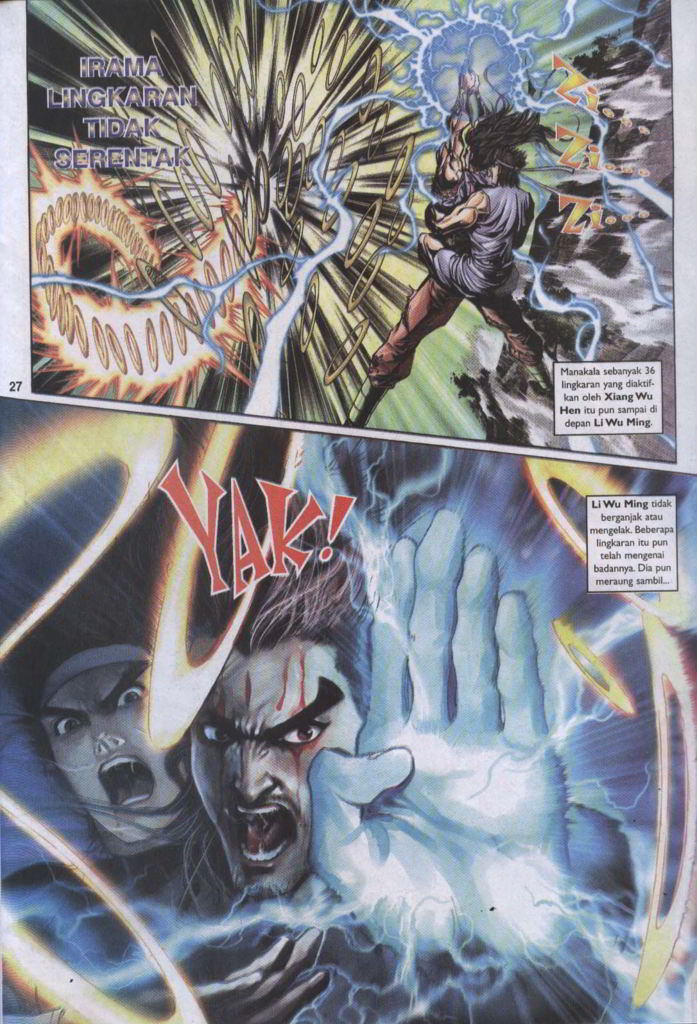 IRAMA
LINGKARAN
TIDAK
SERENTAK
ZI...
ZI...
ZI...
Manakala sebanyak 36
lingkaran yang diaktif-
kan oleh Xiang Wu
Hen itu pun sampai di
depan Li Wu Ming.
27
YAK!
Li Wu Ming tidak
berganjak atau
mengelak. Beberapa
lingkaran itu pun
telah mengenai
badannya. Dia pun
meraung sambil...